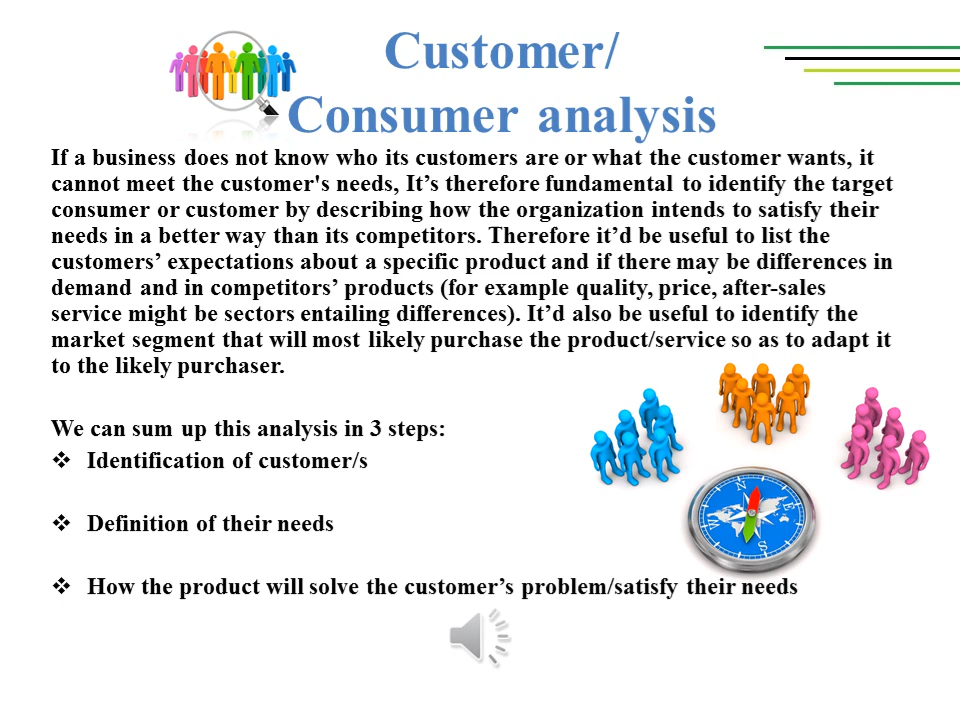 Customer/
Consumer analysis
If a business does not know who its customers are or what the customer wants, it
cannot meet the customer's needs, It’s therefore fundamental to identify the target
consumer or customer by describing how the organization intends to satisfy their
needs in a better way than its competitors. Therefore it’d be useful to list the
customers’ expectations about a specific product and if there may be differences in
demand and in competitors’ products (for example quality, price, after-sales
service might be sectors entailing differences). It’d also be useful to identify the
market segment that will most likely purchase the product/service so as to adapt it
to the likely purchaser.
We can sum up this analysis in 3 steps:
❖ Identification of customer/s
❖ Definition of their needs
❖ How the product will solve the customer’s problem/satisfy their needs
N
E
S
W